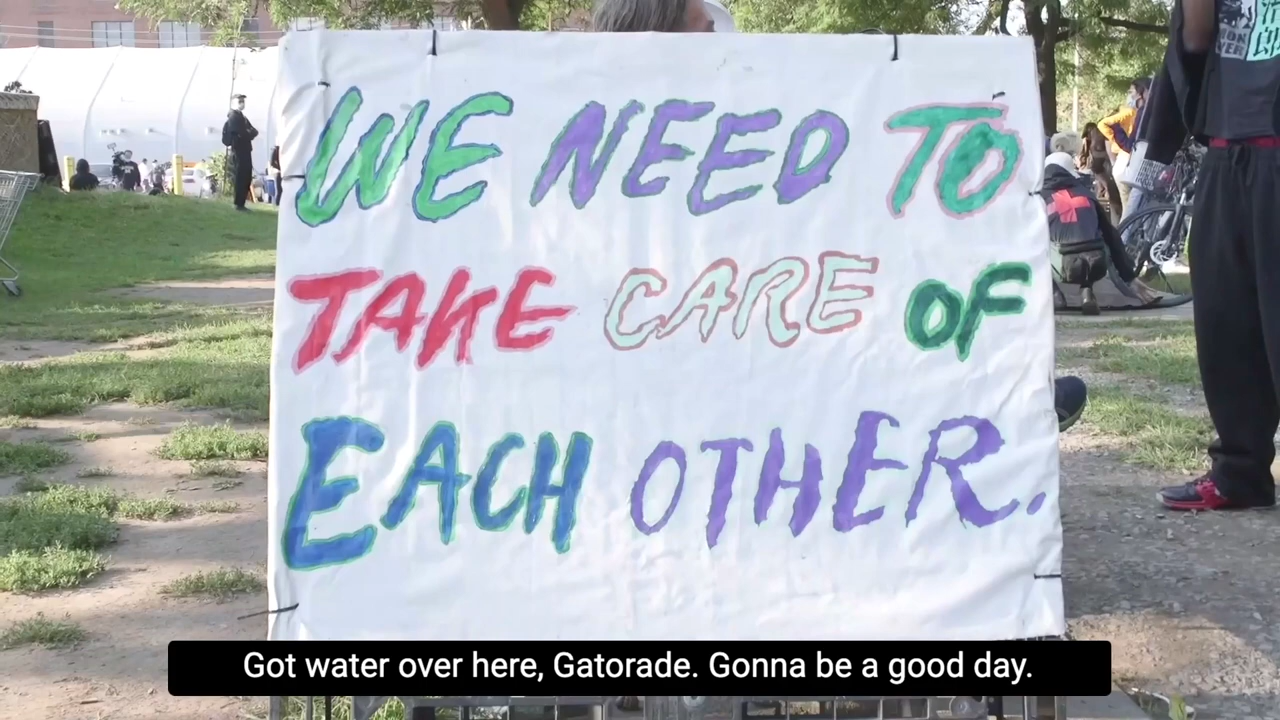 WE NEED TO
TAKE CARE OF
EACH OTHER.
Got water over here, Gatorade. Gonna be a good day.